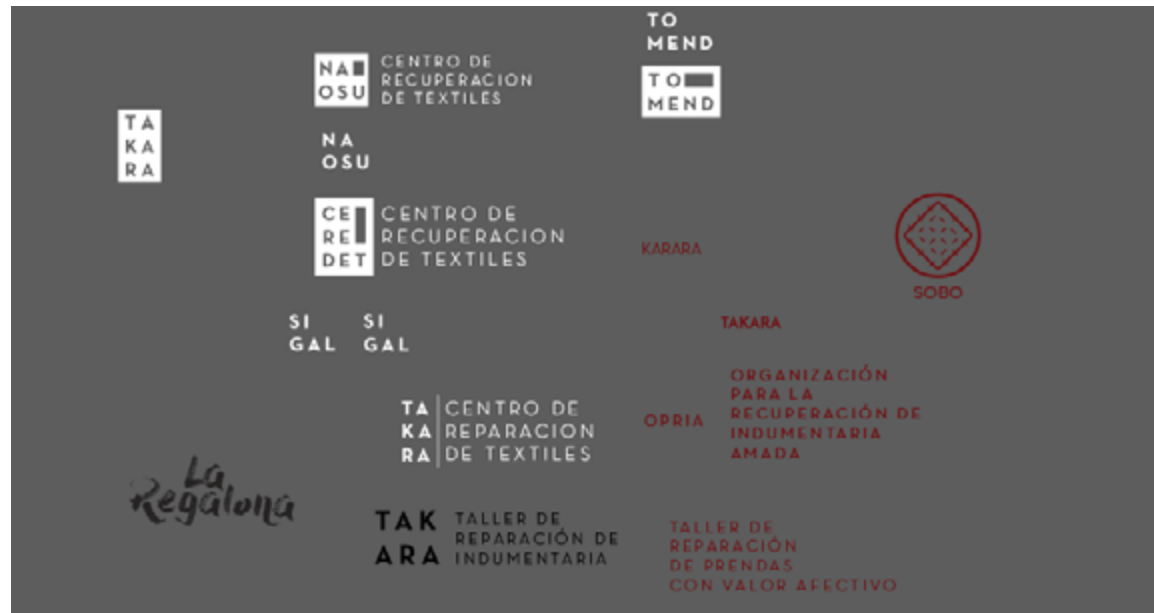 TO
MEND
NA
OSU
CENTRO DE
RECUPERACION
DE TEXTILES
TO
MEND
TA
KA
RA
NA
OSU
CE
RE
DET
CENTRO DE
RECUPERACION
DE TEXTILES
KARARA
SOBO
SI
GAL
SI
GAL
TAKARA
TA
KA
RA
CENTRO DE
REPARACION
DE TEXTILES
OPRIA
ORGANIZACIÓN
PARA LA
RECUPERACIÓN DE
INDUMENTARIA
AMADA
La
Regalona
TAK
ARA
TALLER DE
REPARACIÓN DE
INDUMENTARIA
TALLER DE
REPARACIÓN
DE PRENDAS
CON VALOR AFECTIVO